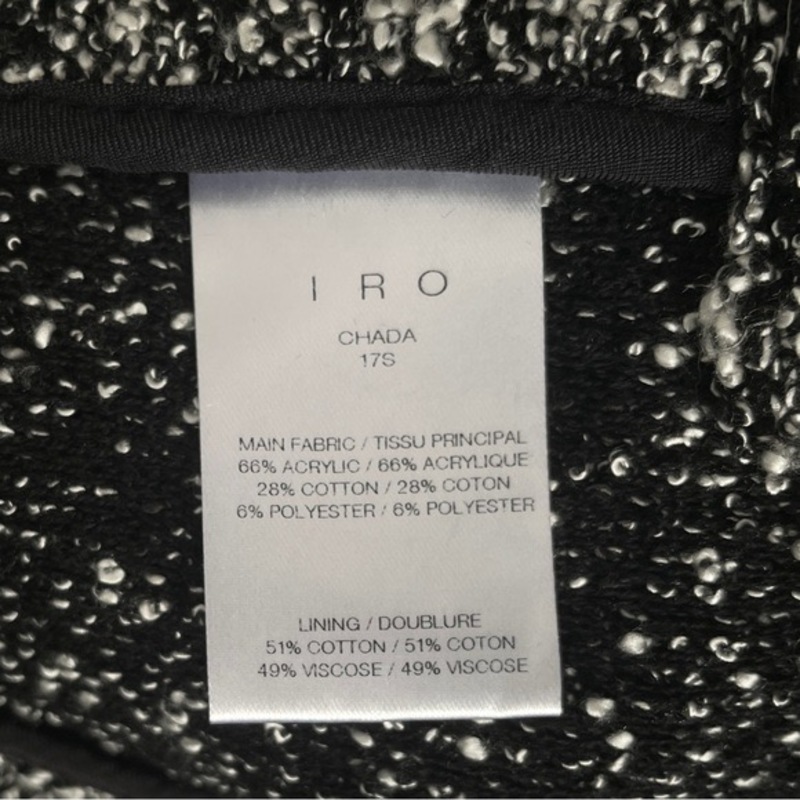 IRO
CHADA
17S
MAIN FABRIC / TISSU PRINCIPAL
66% ACRYLIC / 66% ACRYLIQUE
28% COTTON / 28% COTON
6% POLYESTER / 6% POLYESTER
LINING / DOUBLURE
51% COTTON / 51% COTON
49% VISCOSE / 49% VISCOSE